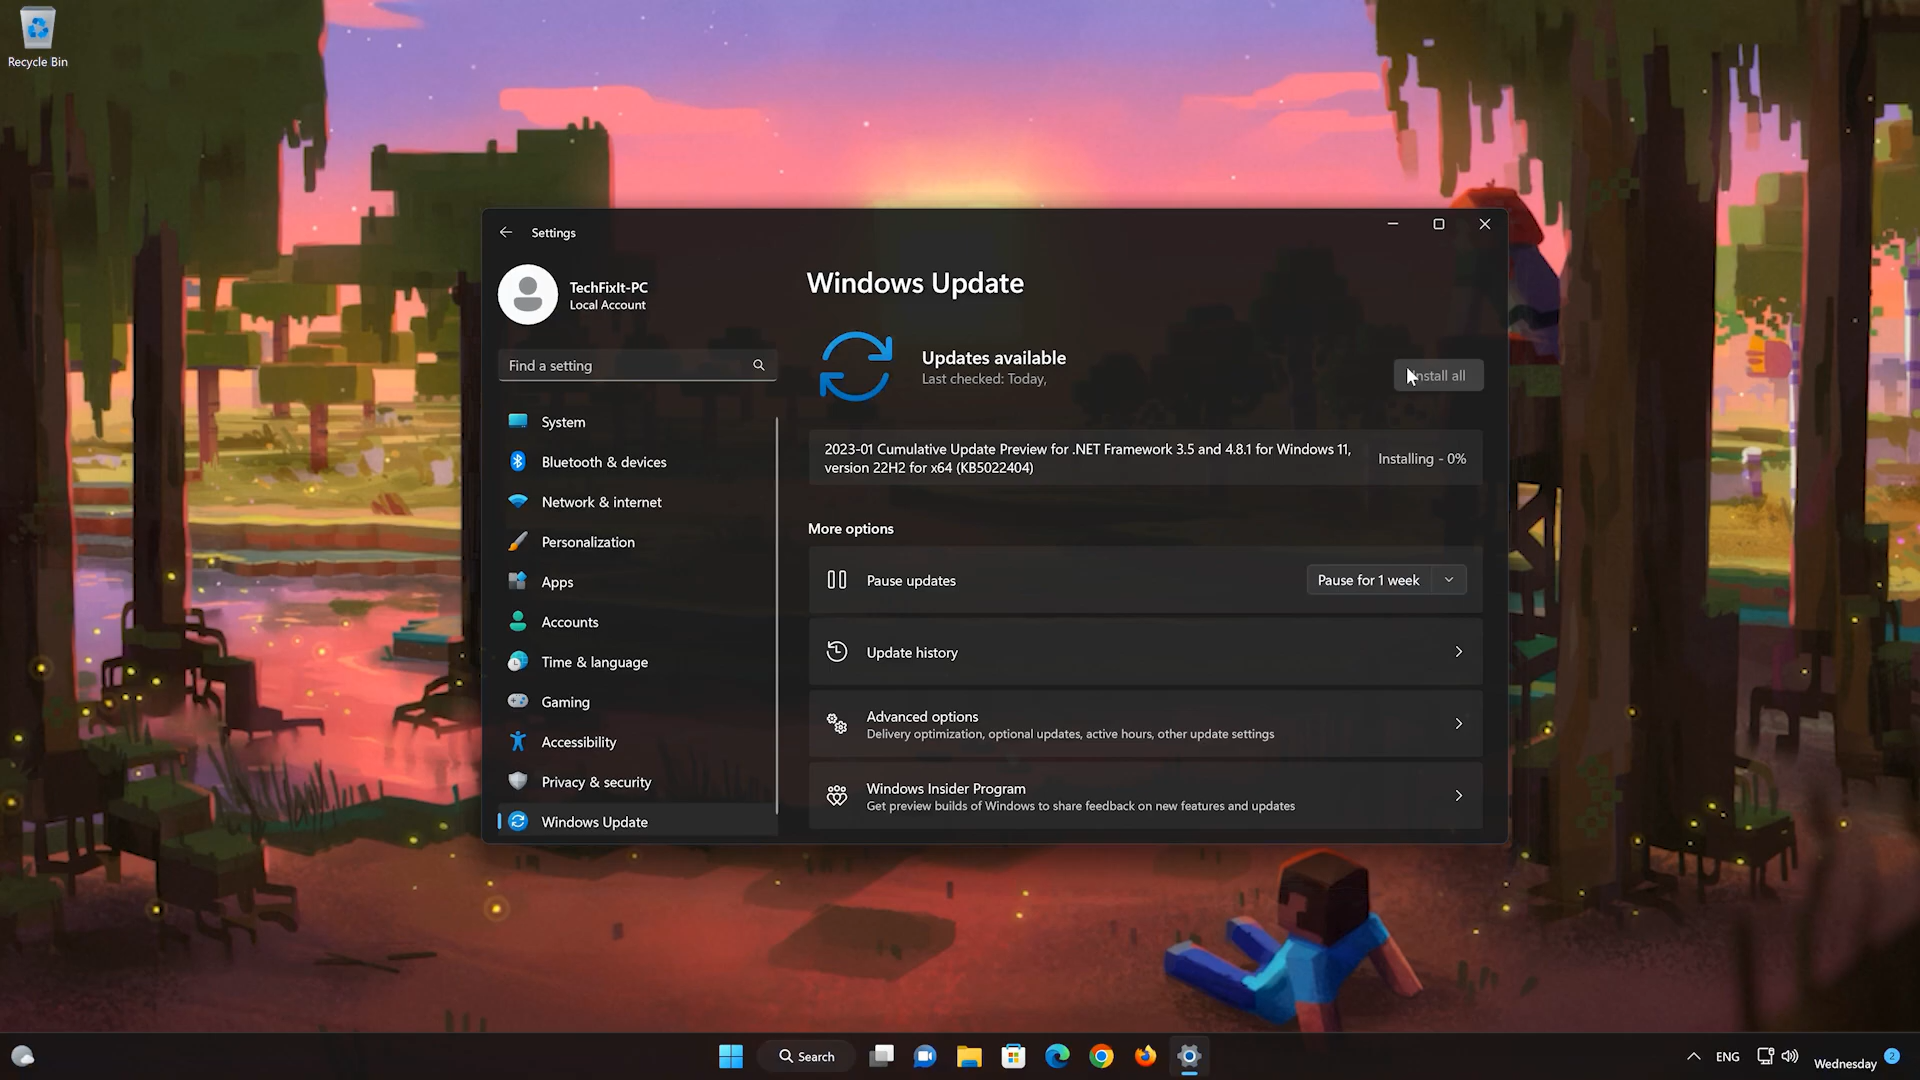 Recycle Bin
Settings
TechFixIt-PC
Local Account
Find a setting
System
Bluetooth & devices
Network & internet
Personalization
Apps
Accounts
Time & language
Gaming
Accessibility
Privacy & security
Windows Update
Windows Update
Updates available
Last checked: Today,
nstall all
2023-01 Cumulative Update Preview for .NET Framework 3.5 and 4.8.1 for Windows 11,
version 22H2 for x64 (KB5022404)
Installing - 0%
More options
Pause updates
Pause for 1 week
Update history
Advanced options
Delivery optimization, optional updates, active hours, other update settings
Windows Insider Program
Get preview builds of Windows to share feedback on new features and updates
Search
ENG
Wednesday
2